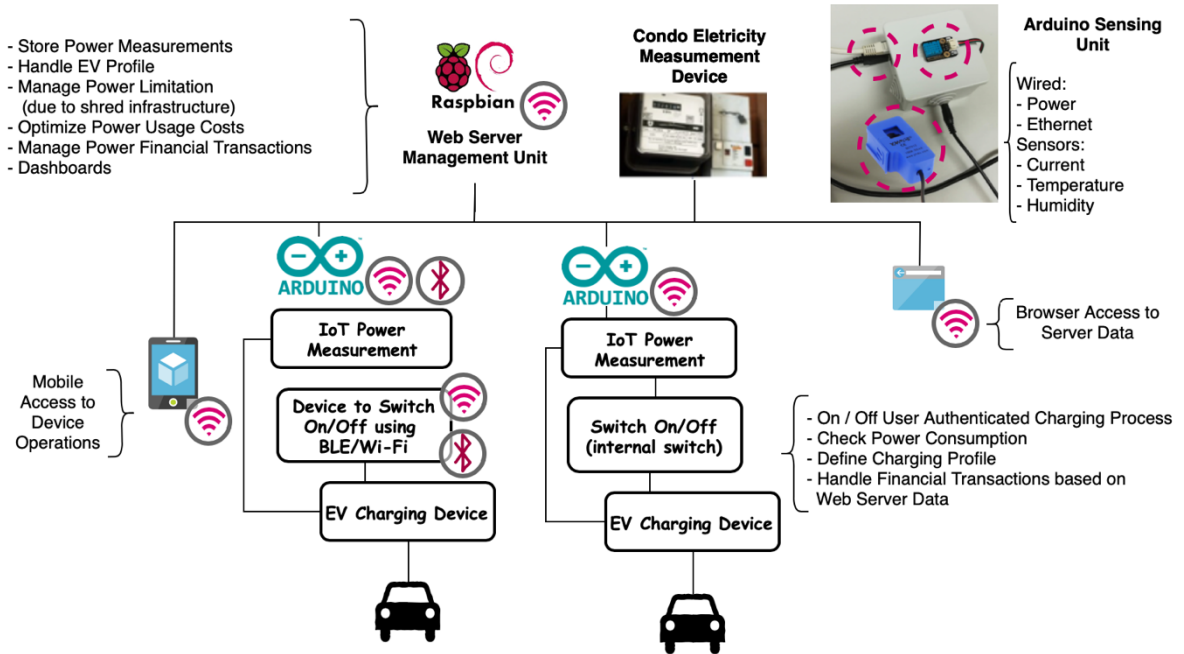 - Store Power Measurements
- Handle EV Profile
- Manage Power Limitation
(due to shred infrastructure)
- Optimize Power Usage Costs
- Manage Power Financial Transactions
- Dashboards
Raspbian
Web Server
Management Unit
Condo Eletricity
Measumement
Device
Arduino Sensing
Unit
Wired:
- Power
- Ethernet
Sensors:
- Current
- Temperature
- Humidity
ARDUINO
IoT Power
Measurement
Device to Switch
On/Off using
BLE/Wi-Fi
EV Charging Device
ARDUINO
IoT Power
Measurement
Switch On/Off
(internal switch)
EV Charging Device
Mobile
Access to
Device
Operations
Browser Access to
Server Data
- On / Off User Authenticated Charging Process
- Check Power Consumption
- Define Charging Profile
- Handle Financial Transactions based on
Web Server Data